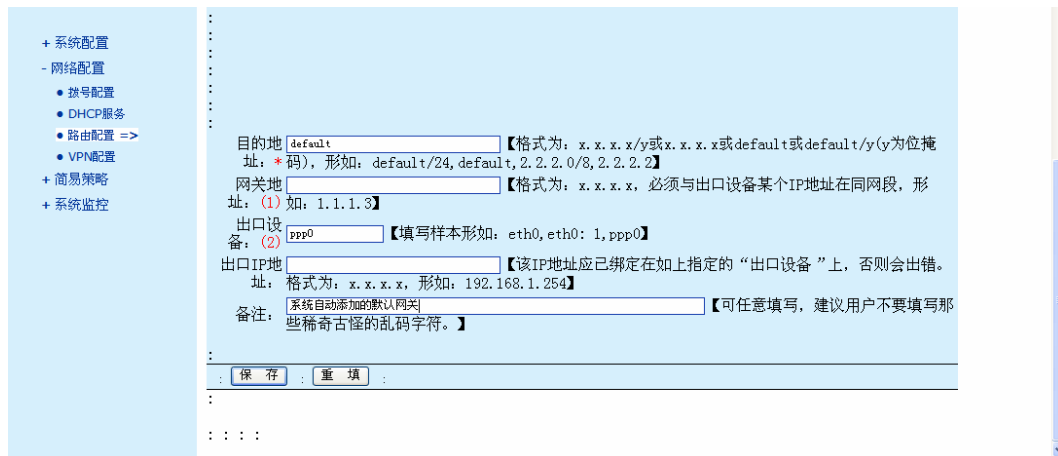 + 系统配置
- 网络配置
● 拨号配置
● DHCP服务
● 路由配置 =>
● VPN配置
+ 简易策略
+ 系统监控
:
:
:
:
:
:
:
目的地 default 【格式为: x.x.x.x/y或x.x.x.x或default或default/y(y为位掩
址: *码), 形如: default/24,default,2.2.2.0/8,2.2.2.2】
网关地 【格式为: x.x.x.x, 必须与出口设备某个IP地址在同网段, 形
址: (1) 如: 1.1.1.3】
出口设
备: (2) ppp0 【填写样本形如: eth0,eth0: 1,ppp0】
出口IP地 【该IP地址应已绑定在如上指定的“出口设备 ”上, 否则会出错。
址: 格式为: x.x.x.x, 形如: 192.168.1.254】
备注: 系统自动添加的默认网关 【可任意填写, 建议用户不要填写那
些稀奇古怪的乱码字符。】
:
: 保 存 : 重 填 :
:
: : : :